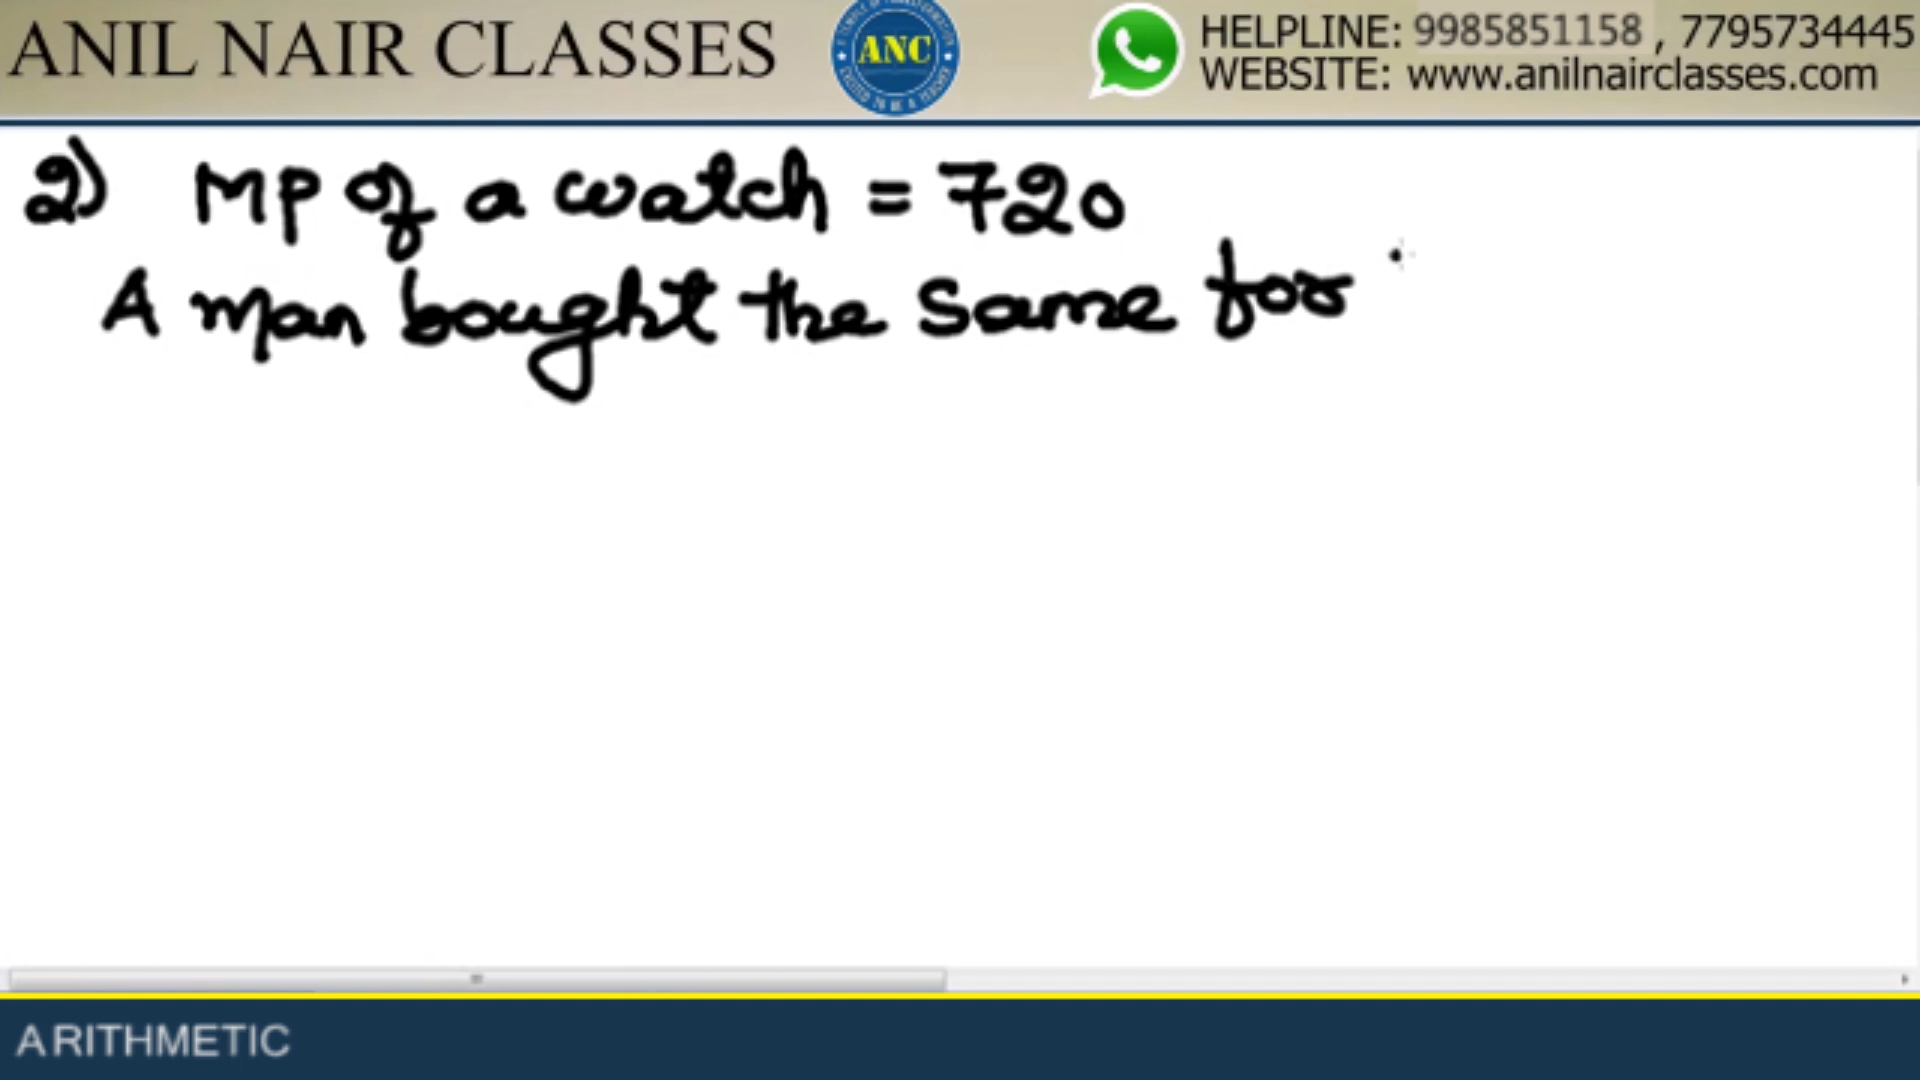 ANIL NAIR CLASSES
ANC
HELPLINE: 9985851158 , 7795734445
WEBSITE: www.anilnairclasses.com
2) MP of a watch = 720
A man bought the same for
ARITHMETIC